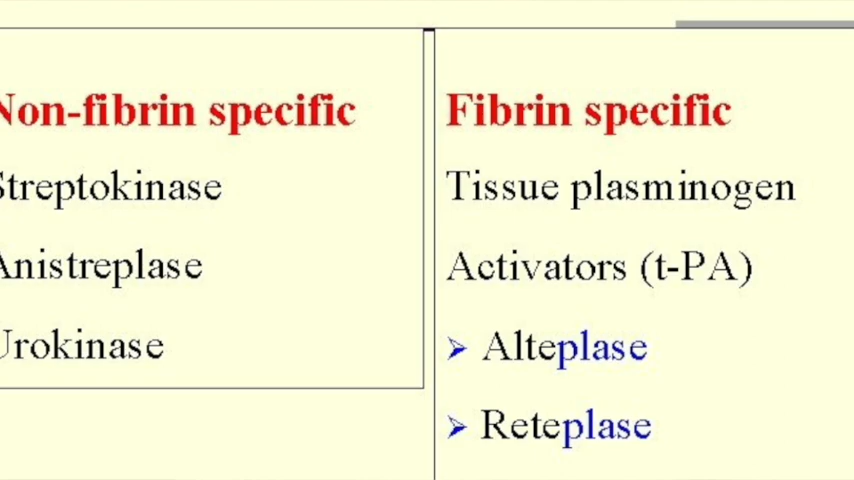 Non-fibrin specific
Streptokinase
Anistreplase
Urokinase
Fibrin specific
Tissue plasminogen
Activators (t-PA)
➢ Alteplase
➢ Reteplase